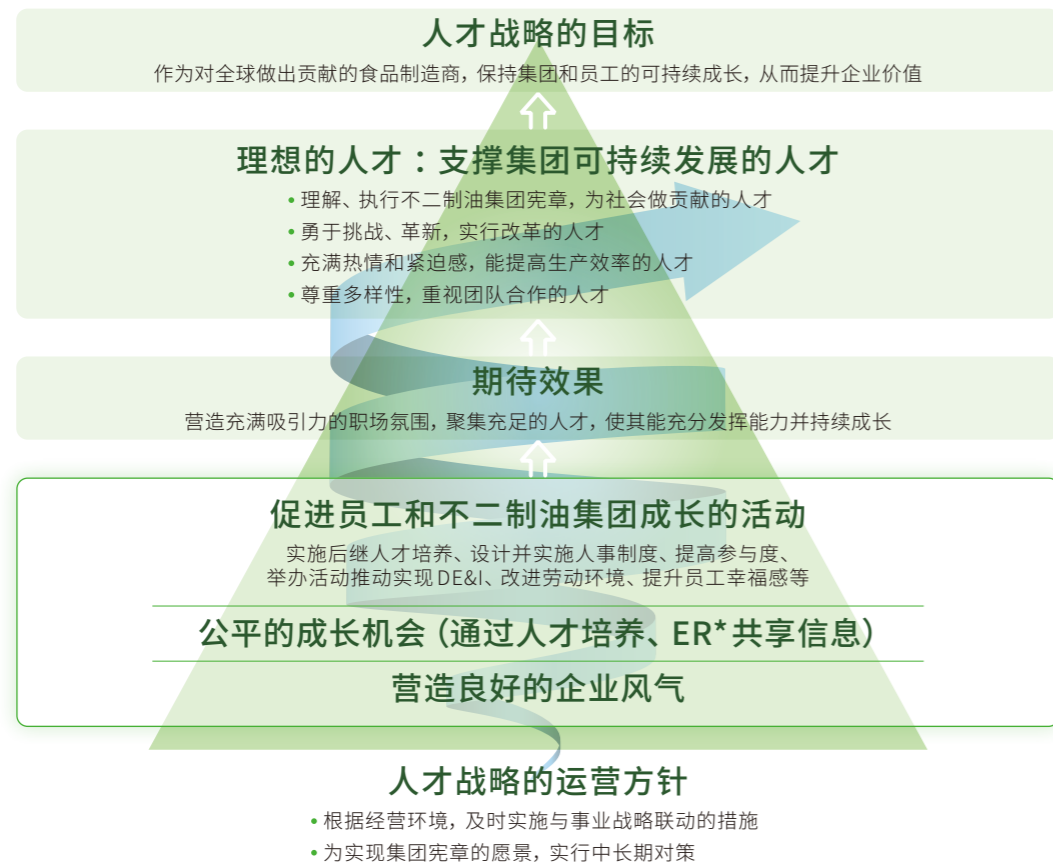 人才战略的目标
作为对全球做出贡献的食品制造商，保持集团和员工的可持续成长，从而提升企业价值
理想的人才：支撑集团可持续发展的人才
• 理解、执行不二制油集团宪章，为社会做贡献的人才
• 勇于挑战、革新，实行改革的人才
• 充满热情和紧迫感，能提高生产效率的人才
• 尊重多样性，重视团队合作的人才
期待效果
营造充满吸引力的职场氛围，聚集充足的人才，使其能充分发挥能力并持续成长
促进员工和不二制油集团成长的活动
实施后继人才培养、设计并实施人事制度、提高参与度、
举办活动推动实现DE&I、改进劳动环境、提升员工幸福感等
公平的成长机会（通过人才培养、ER*共享信息）
营造良好的企业风气
人才战略的运营方针
• 根据经营环境，及时实施与事业战略联动的措施
• 为实现集团宪章的愿景，实行中长期对策